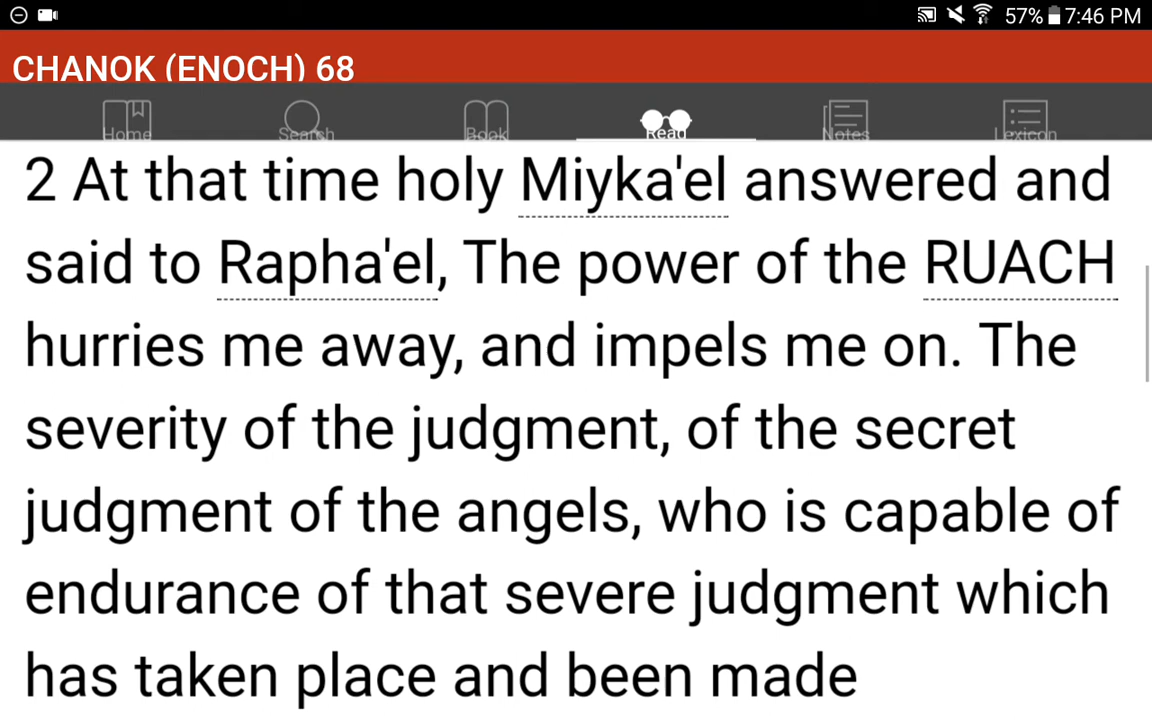 57% 7:46 PM
CHANOK (ENOCH) 68
Home Search Book Read Notes Lexicon
2 At that time holy Miyka'el answered and
said to Rapha'el, The power of the RUACH
hurries me away, and impels me on. The
severity of the judgment, of the secret
judgment of the angels, who is capable of
endurance of that severe judgment which
has taken place and been made